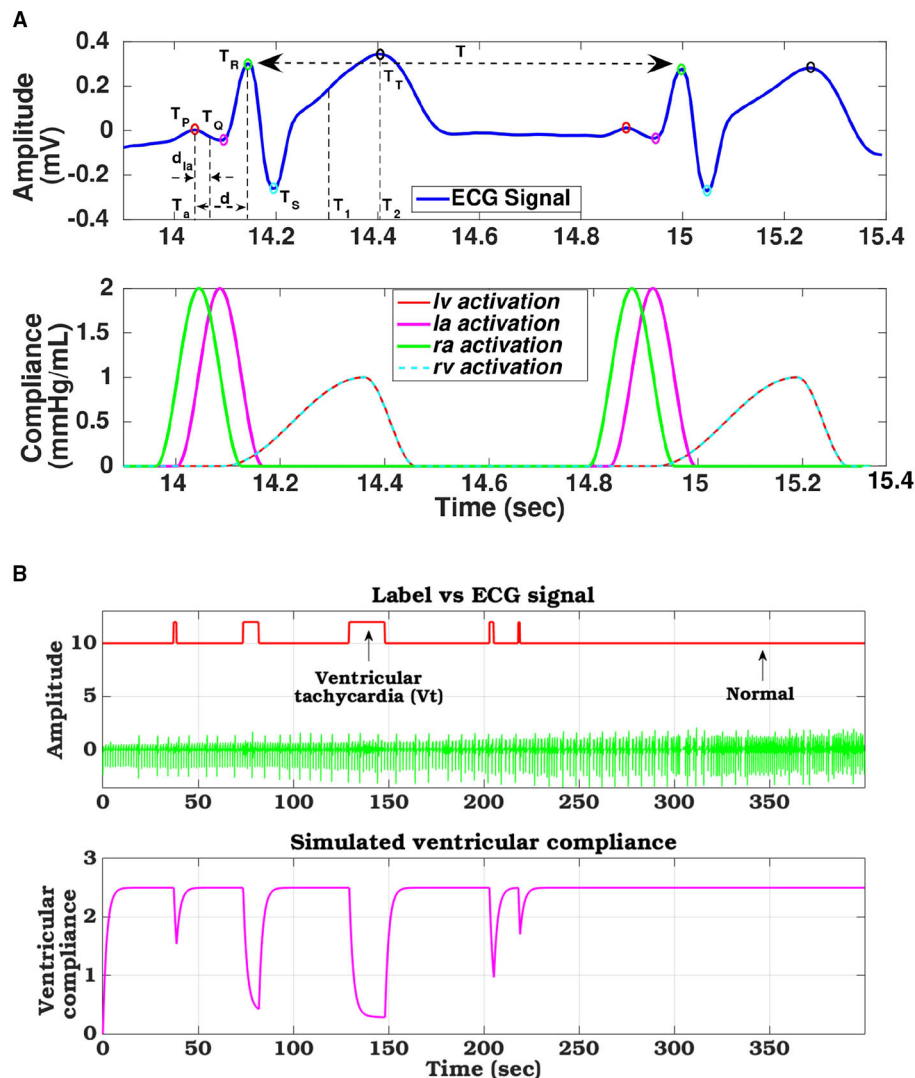 A
0.4
0.2
0
-0.2
-0.4
Amplitude
(mV)
T_P
T_Q
T_R
T
T_T
d_la
T_a
d
T_S
T_1
T_2
ECG Signal
14
14.2
14.4
14.6
14.8
15
15.2
15.4
2
1.5
1
0.5
0
Compliance
(mmHg/mL)
lv activation
la activation
ra activation
rv activation
14
14.2
14.4
14.6
14.8
15
15.2
15.4
Time (sec)
B
Label vs ECG signal
10
5
0
Amplitude
Ventricular
tachycardia (Vt)
Normal
0
50
100
150
200
250
300
350
Simulated ventricular compliance
3
2
1
0
Ventricular
compliance
0
50
100
150
200
250
300
350
Time (sec)